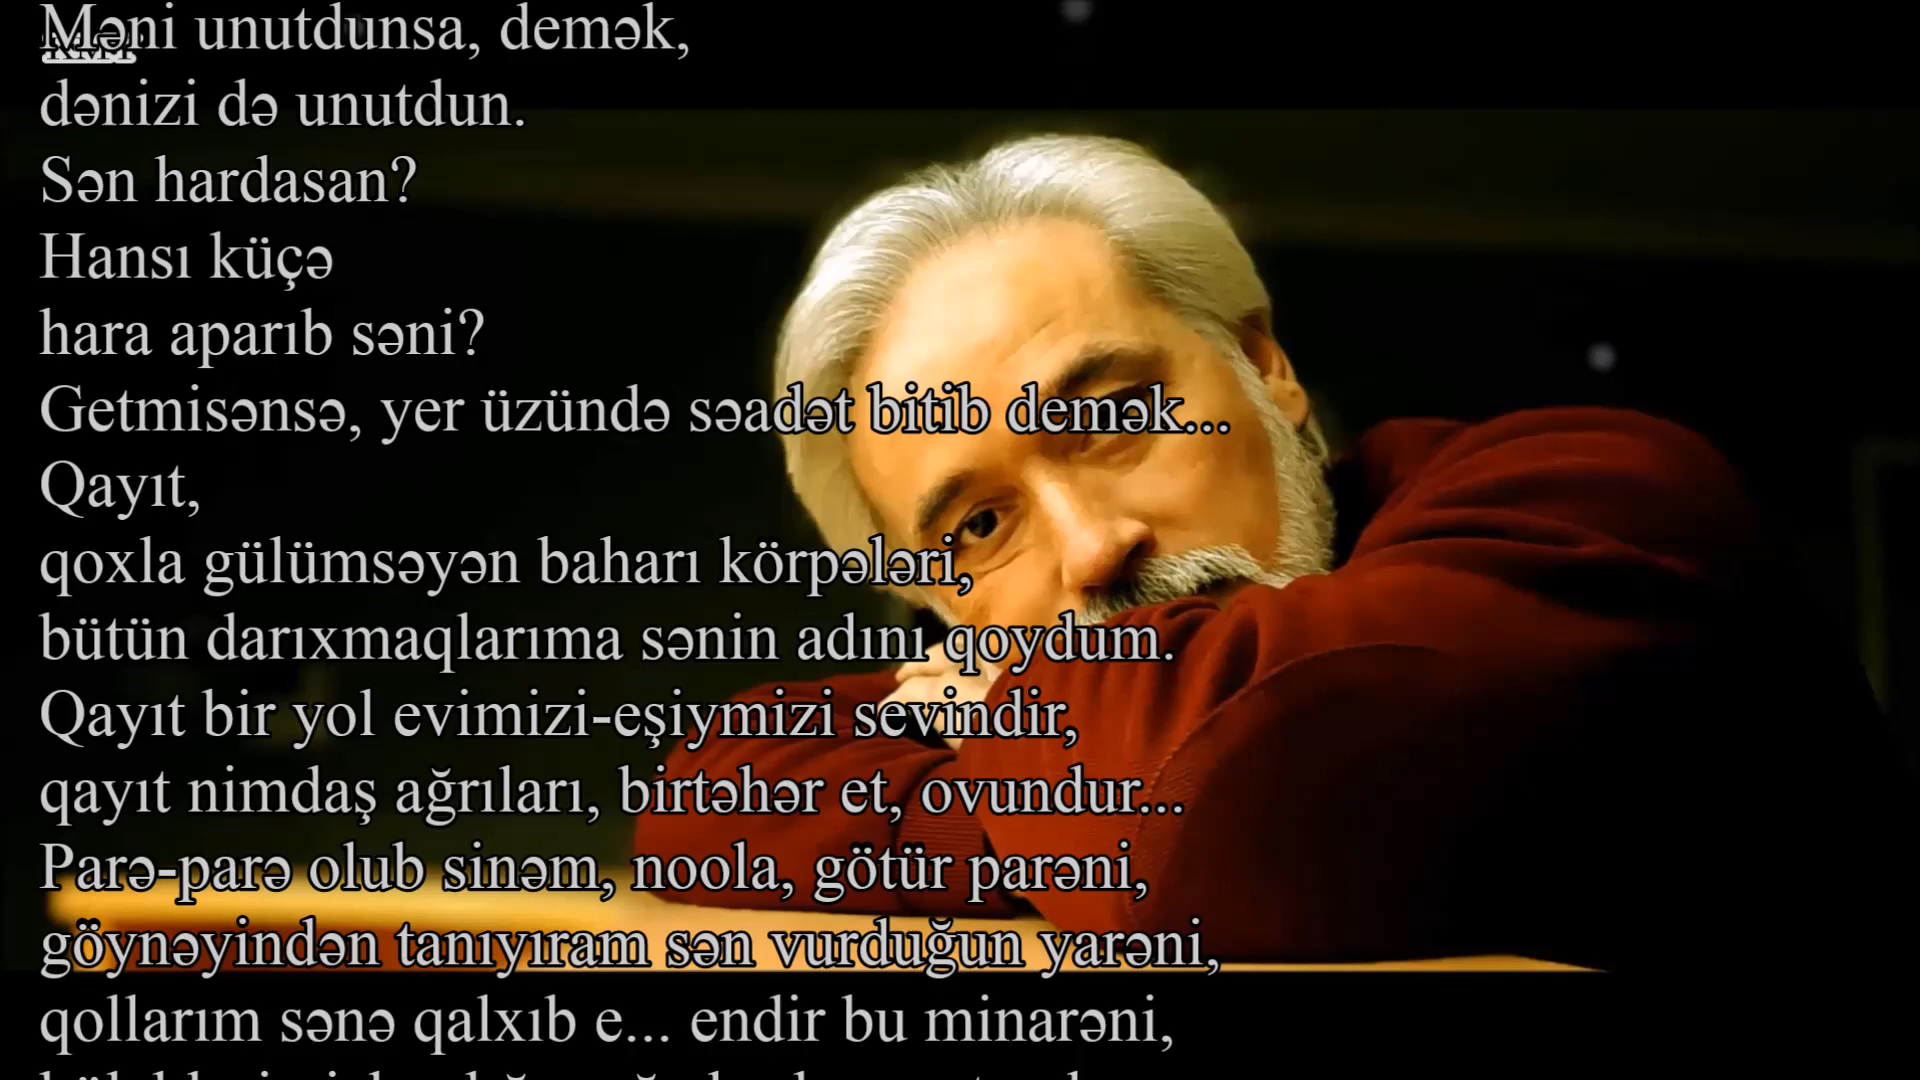 Məni unutdunsa, demək,
dənizi də unutdun.
Sən hardasan?
Hansı küçə
hara aparıb səni?
Getmisənsə, yer üzündə səadət bitib demək...
Qayıt,
qoxla gülümsəyən baharı körpələri,
bütün darıxmaqlarıma sənin adını qoydum.
Qayıt bir yol evimizi-eşiymizi sevindir,
qayıt nimdaş ağrıları, birtəhər et, ovundur...
Parə-parə olub sinəm, noola, götür parəni,
göynəyindən tanıyıram sən vurduğun yarəni,
qollarım sənə qalxıb e... endir bu minarəni,